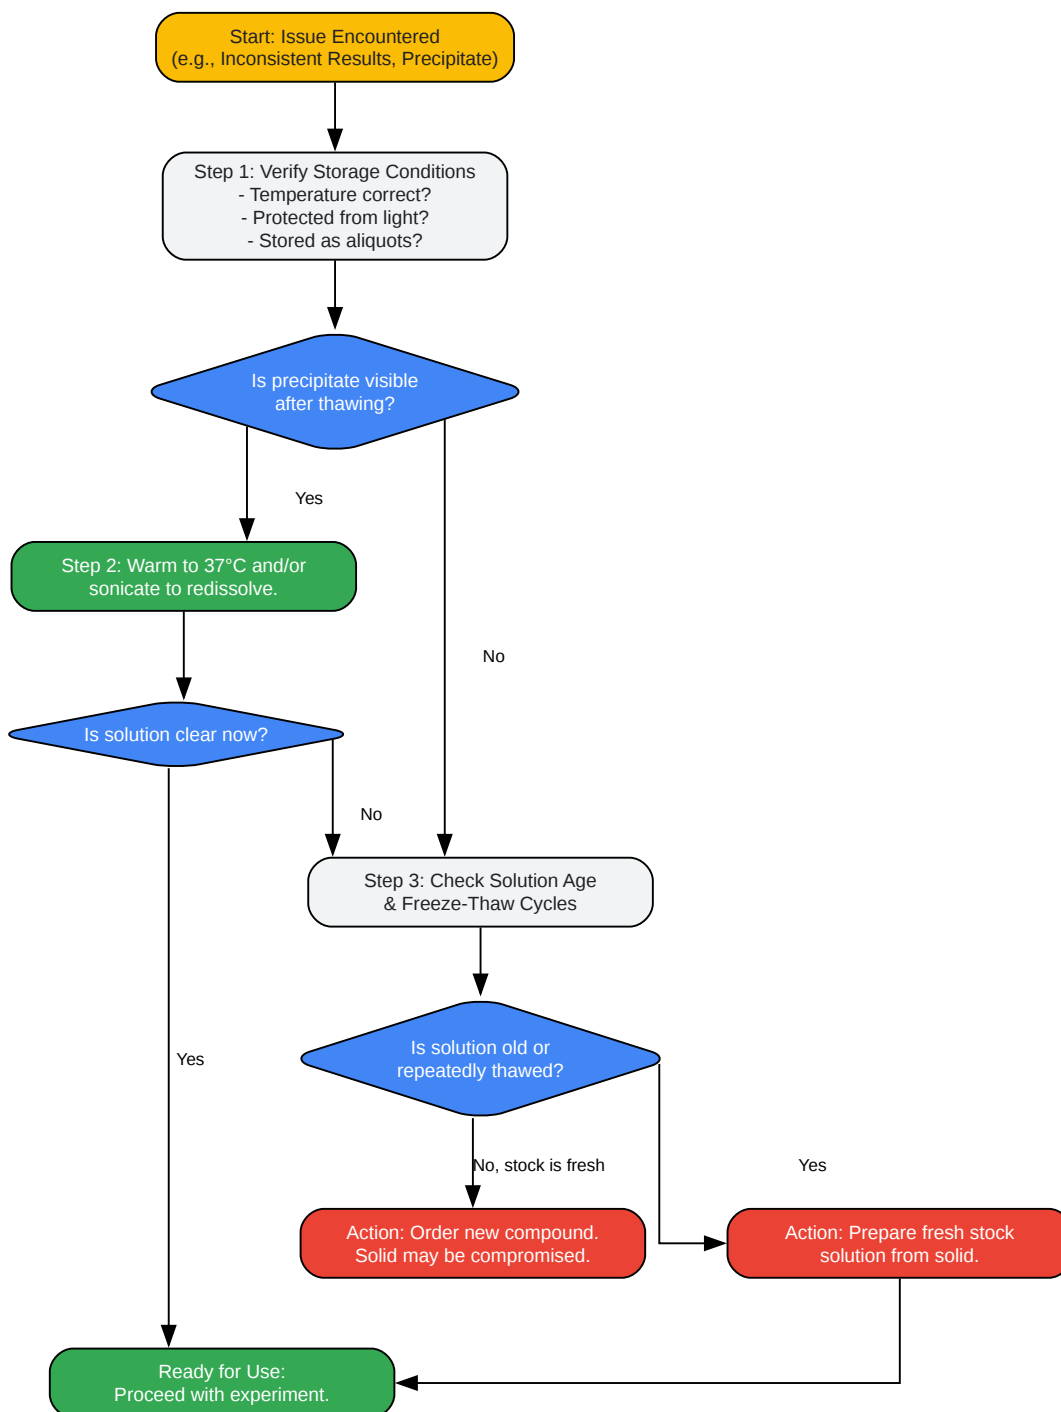 Start: Issue Encountered
(e.g., Inconsistent Results, Precipitate)
Step 1: Verify Storage Conditions
- Temperature correct?
- Protected from light?
- Stored as aliquots?
Is precipitate visible
after thawing?
Yes
Step 2: Warm to 37°C and/or
sonicate to redissolve.
No
Is solution clear now?
No
Step 3: Check Solution Age
& Freeze-Thaw Cycles
Is solution old or
repeatedly thawed?
Yes
No, stock is fresh
Yes
Action: Order new compound.
Solid may be compromised.
Action: Prepare fresh stock
solution from solid.
Ready for Use:
Proceed with experiment.